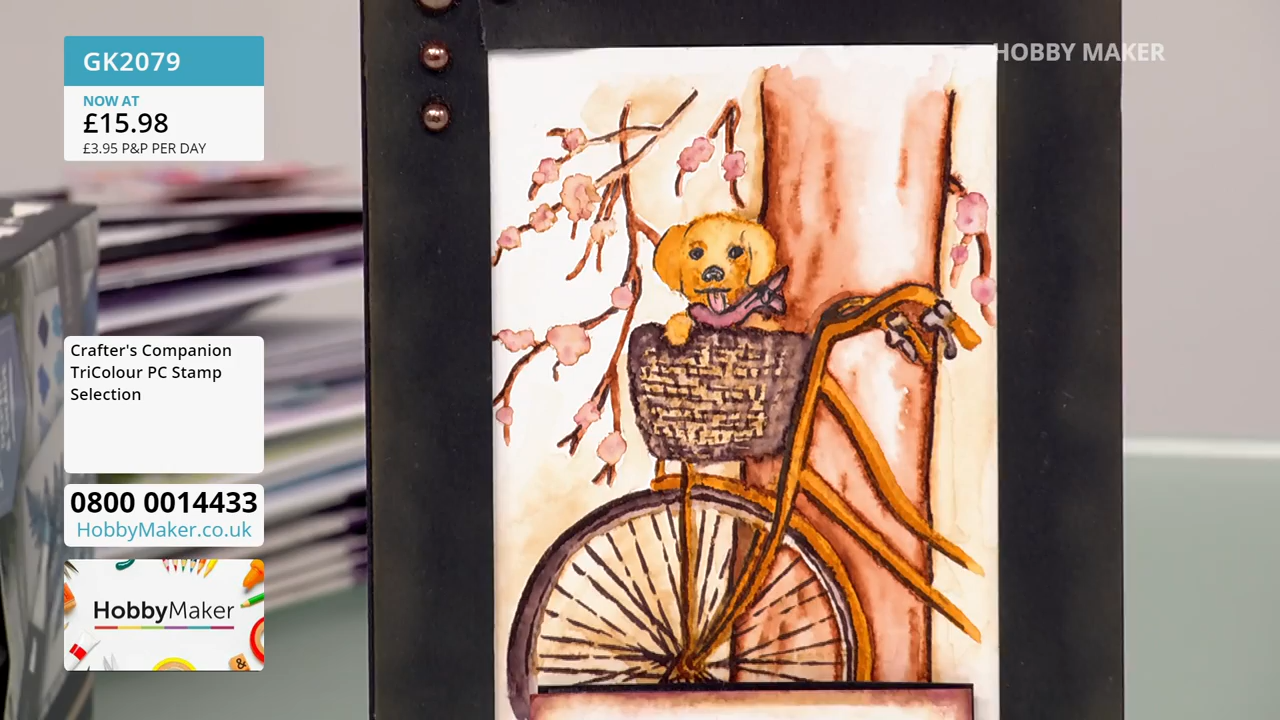 GK2079
NOW AT
£15.98
£3.95 P&P PER DAY
HOBBY MAKER
Crafter's Companion
TriColour PC Stamp
Selection
0800 0014433
HobbyMaker.co.uk
HobbyMaker
&